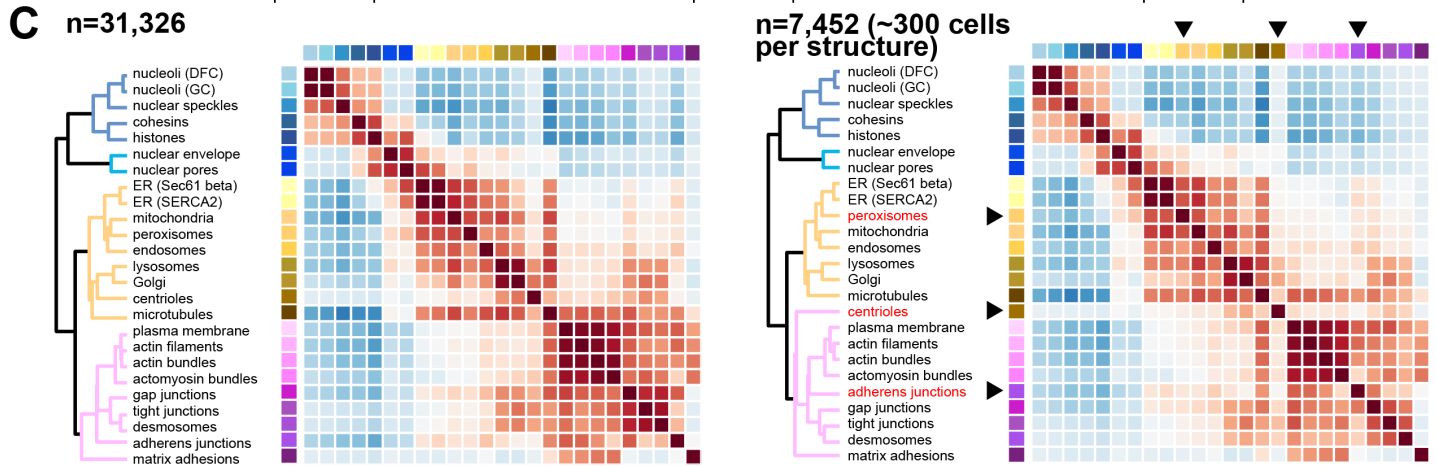 C
n=31,326
nucleoli (DFC)
nucleoli (GC)
nuclear speckles
cohesins
histones
nuclear envelope
nuclear pores
ER (Sec61 beta)
ER (SERCA2)
mitochondria
peroxisomes
endosomes
lysosomes
Golgi
centrioles
microtubules
plasma membrane
actin filaments
actin bundles
actomyosin bundles
gap junctions
tight junctions
desmosomes
adherens junctions
matrix adhesions
n=7,452 (~300 cells
per structure)
nucleoli (DFC)
nucleoli (GC)
nuclear speckles
cohesins
histones
nuclear envelope
nuclear pores
ER (Sec61 beta)
ER (SERCA2)
peroxisomes
mitochondria
endosomes
lysosomes
Golgi
microtubules
centrioles
plasma membrane
actin filaments
actin bundles
actomyosin bundles
adherens junctions
gap junctions
tight junctions
desmosomes
matrix adhesions